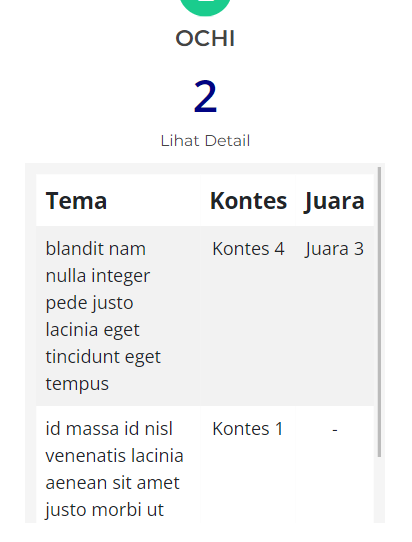 OCHI
2
Lihat Detail
Tema Kontes Juara
blandit nam Kontes 4 Juara 3
nulla integer
pede justo
lacinia eget
tincidunt eget
tempus
id massa id nisl Kontes 1 -
venenatis lacinia
aenean sit amet
justo morbi ut